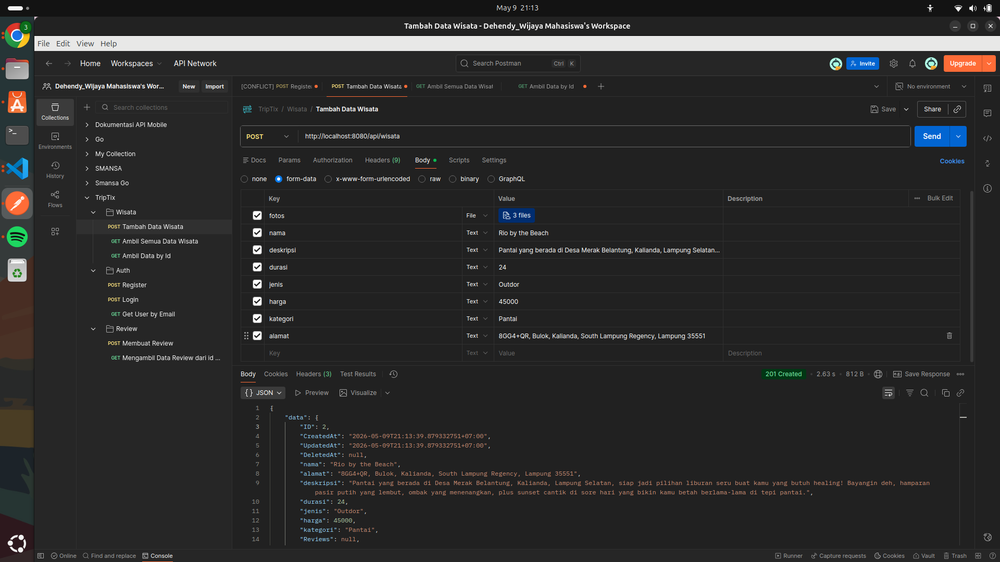 May 9 21:13
3
Tambah Data Wisata - Dehendy_Wijaya Mahasiswa's Workspace
File Edit View Help
Home Workspaces API Network
Search Postman Ctrl K
Invite
Upgrade
Dehendy_Wijaya Mahasiswa's Wor... New Import
[CONFLICT] POST Register POST Tambah Data Wisata GET Ambil Semua Data Wisat GET Ambil Data by Id
No environment
Collections
Environments
History
Flows
Search collections
Dokumentasi API Mobile
Go
My Collection
SMANSA
Smansa Go
TripTix
Wisata
POST Tambah Data Wisata
GET Ambil Semua Data Wisata
GET Ambil Data by Id
Auth
POST Register
POST Login
GET Get User by Email
Review
POST Membuat Review
GET Mengambil Data Review dari id ...
HTTP TripTix / Wisata / Tambah Data Wisata
Save Share
POST http://localhost:8080/api/wisata Send
Docs Params Authorization Headers (9) Body Scripts Settings Cookies
none form-data x-www-form-urlencoded raw binary GraphQL
Key Value Description Bulk Edit
fotos File 3 files
nama Text Rio by the Beach
deskripsi Text Pantai yang berada di Desa Merak Belantung, Kalianda, Lampung Selatan...
durasi Text 24
jenis Text Outdor
harga Text 45000
kategori Text Pantai
alamat Text 8GG4+QR, Bulok, Kalianda, South Lampung Regency, Lampung 35551
Key Text Value Description
Body Cookies Headers (3) Test Results
201 Created 2.63 s 812 B e.g. Save Response
{} JSON Preview Visualize
1 {
2 "data": {
3 "ID": 2,
4 "CreatedAt": "2026-05-09T21:13:39.879332751+07:00",
5 "UpdatedAt": "2026-05-09T21:13:39.879332751+07:00",
6 "DeletedAt": null,
7 "nama": "Rio by the Beach",
8 "alamat": "8GG4+QR, Bulok, Kalianda, South Lampung Regency, Lampung 35551",
9 "deskripsi": "Pantai yang berada di Desa Merak Belantung, Kalianda, Lampung Selatan, siap jadi pilihan liburan seru buat kamu yang butuh healing! Bayangin deh, hamparan
pasir putih yang lembut, ombak yang menenangkan, plus sunset cantik di sore hari yang bikin kamu betah berlama-lama di tepi pantai.",
10 "durasi": 24,
11 "jenis": "Outdor",
12 "harga": 45000,
13 "kategori": "Pantai",
14 "Reviews": null,
Online Find and replace Console
Runner Capture requests Cookies Vault Trash